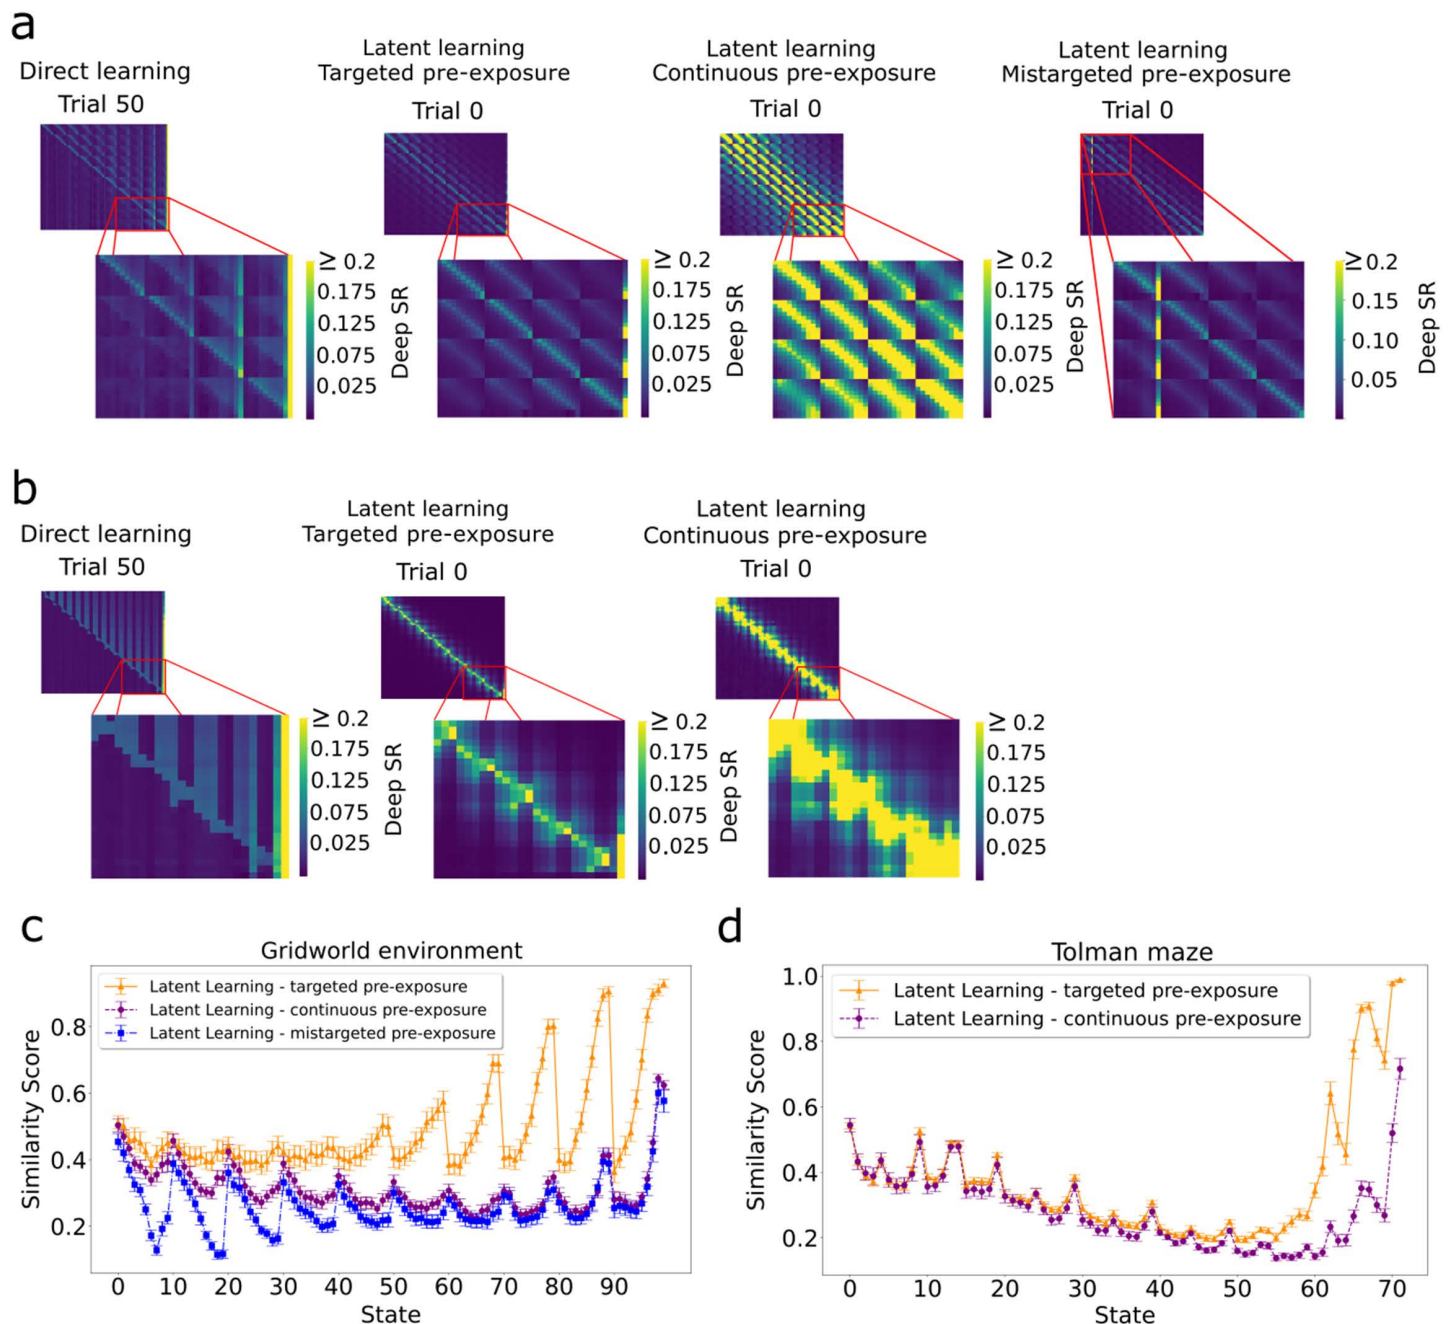 a
Direct learning
Trial 50
Latent learning
Targeted pre-exposure
Trial 0
Latent learning
Continuous pre-exposure
Trial 0
Latent learning
Mistargeted pre-exposure
Trial 0
≥ 0.2
0.175
0.125
0.075
0.025
Deep SR
≥ 0.2
0.175
0.125
0.075
0.025
Deep SR
≥ 0.2
0.175
0.125
0.075
0.025
Deep SR
≥ 0.2
0.15
0.10
0.05
Deep SR
b
Direct learning
Trial 50
Latent learning
Targeted pre-exposure
Trial 0
Latent learning
Continuous pre-exposure
Trial 0
≥ 0.2
0.175
0.125
0.075
0.025
Deep SR
≥ 0.2
0.175
0.125
0.075
0.025
Deep SR
≥ 0.2
0.175
0.125
0.075
0.025
c
Gridworld environment
Latent Learning - targeted pre-exposure
Latent Learning - continuous pre-exposure
Latent Learning - mistargeted pre-exposure
Similarity Score
0.8
0.6
0.4
0.2
0 10 20 30 40 50 60 70 80 90
State
d
Tolman maze
Latent Learning - targeted pre-exposure
Latent Learning - continuous pre-exposure
Similarity Score
1.0
0.8
0.6
0.4
0.2
0 10 20 30 40 50 60 70
State